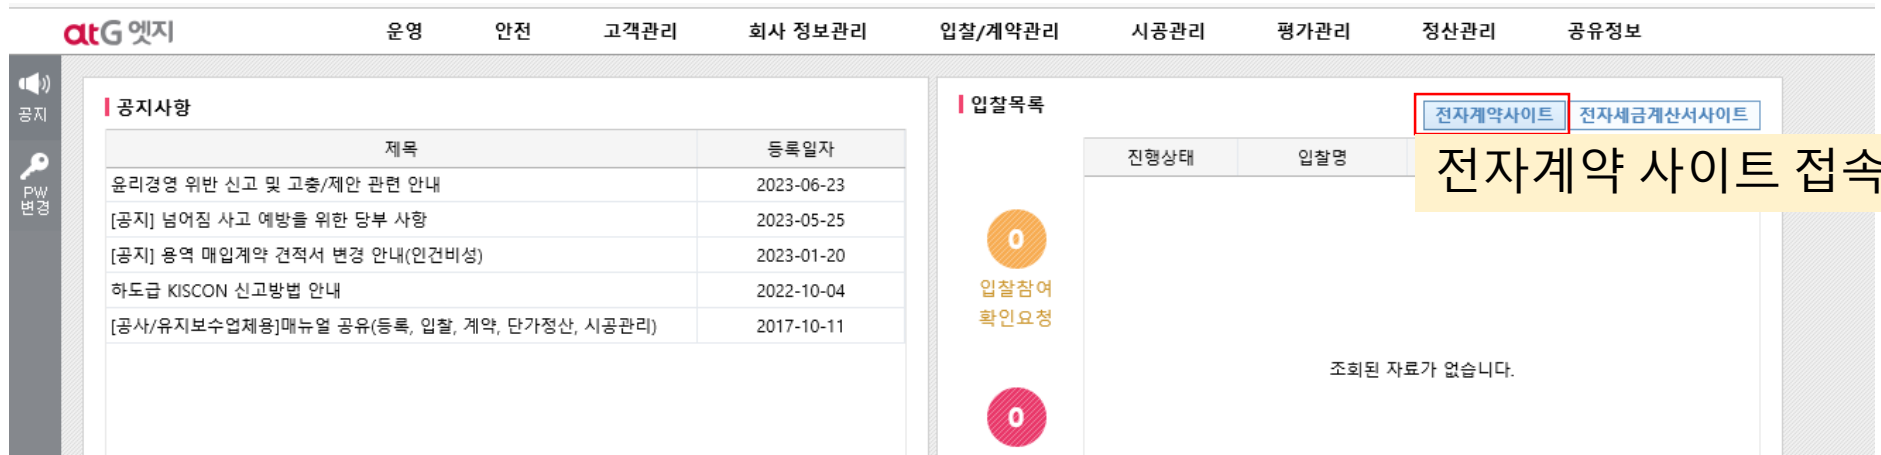 atG 엣지
운영 안전 고객관리 회사 정보관리 입찰/계약관리 시공관리 평가관리 정산관리 공유정보
공지
PW
변경
공지사항
제목 등록일자
윤리경영 위반 신고 및 고충/제안 관련 안내 2023-06-23
[공지] 넘어짐 사고 예방을 위한 당부 사항 2023-05-25
[공지] 용역 매입계약 견적서 변경 안내(인건비성) 2023-01-20
하도급 KISCON 신고방법 안내 2022-10-04
[공사/유지보수업체용]매뉴얼 공유(등록, 입찰, 계약, 단가정산, 시공관리) 2017-10-11
입찰목록
전자계약사이트 전자세금계산서사이트
진행상태 입찰명
전자계약 사이트 접속
0
입찰참여
확인요청
조회된 자료가 없습니다.
0